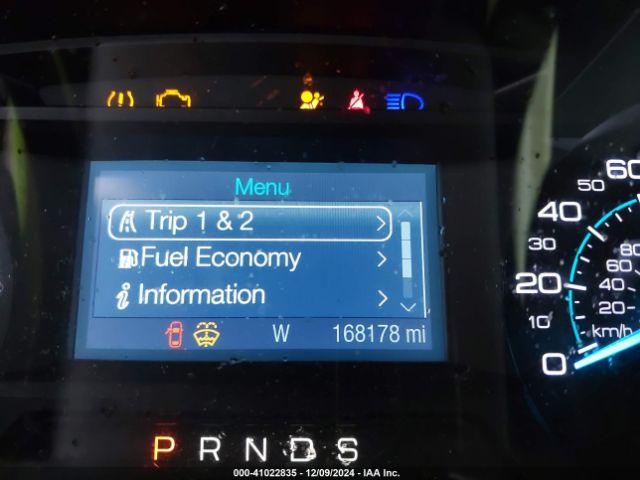 Menu
Trip 1 & 2
Fuel Economy
Information
W 168178 mi
P R N D S
60
50
40
30
20
10
0
80
60
40
20
km/h
000-41022835 - 12/09/2024 - IAA Inc.